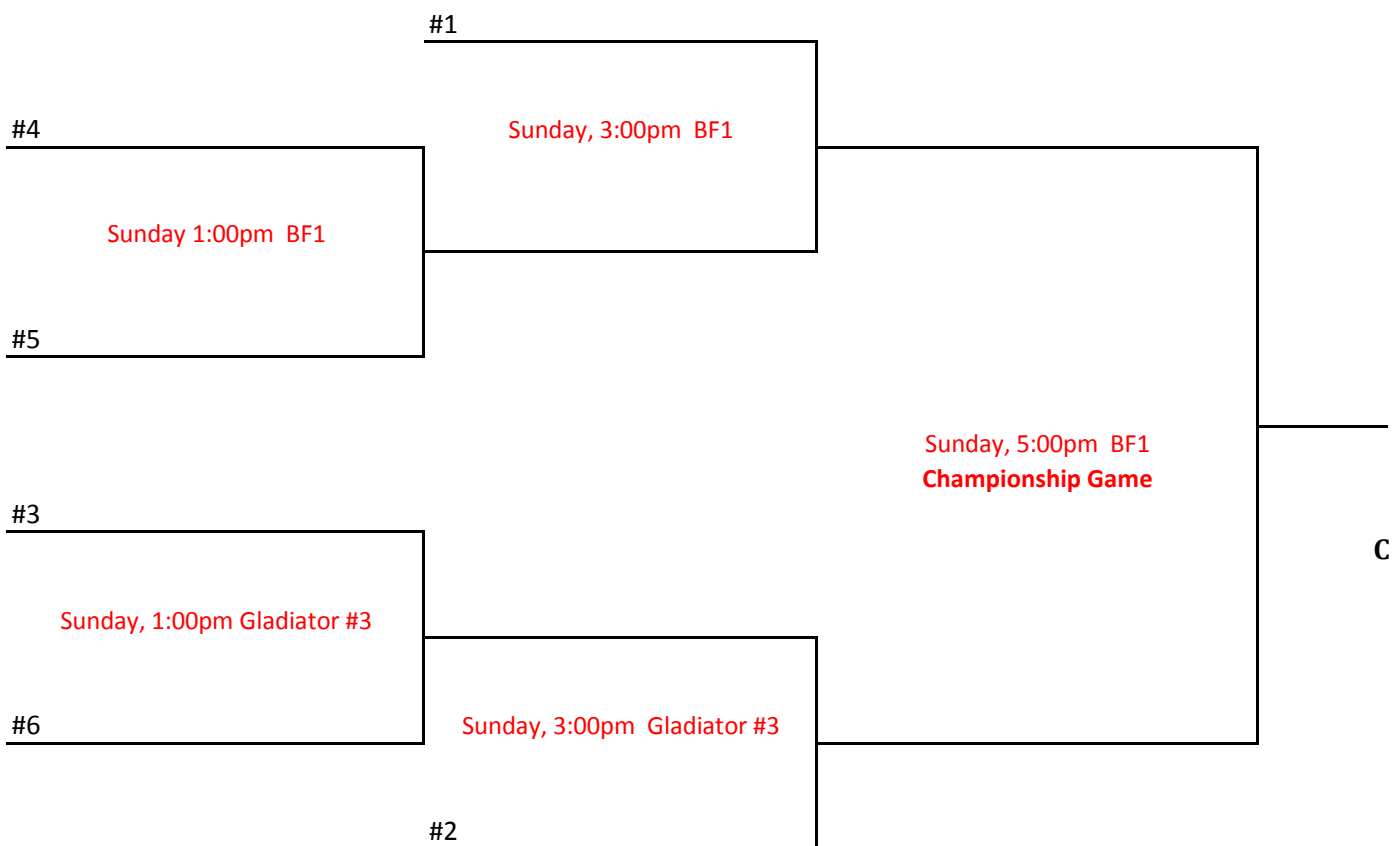 #1
#4
Sunday, 3:00pm  BF1
Sunday 1:00pm  BF1
#5
Sunday, 5:00pm  BF1
Championship Game
#3
C
Sunday, 1:00pm Gladiator #3
#6
Sunday, 3:00pm  Gladiator #3
#2